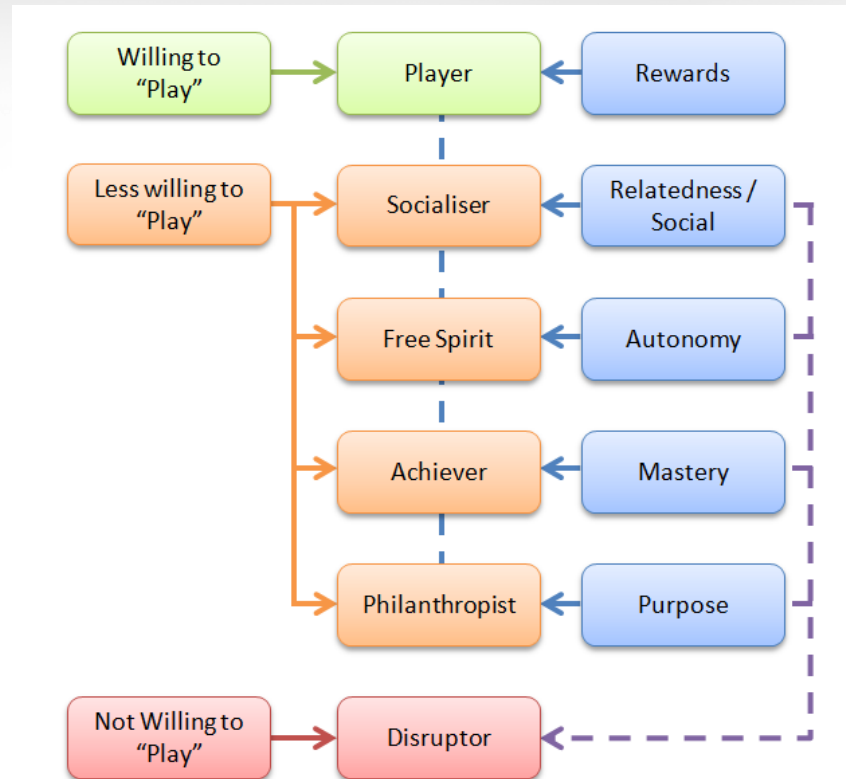 Willing to
“Play”
Player
Rewards
Less willing to
“Play”
Socialiser
Relatedness /
Social
Free Spirit
Autonomy
Achiever
Mastery
Philanthropist
Purpose
Not Willing to
“Play”
Disruptor